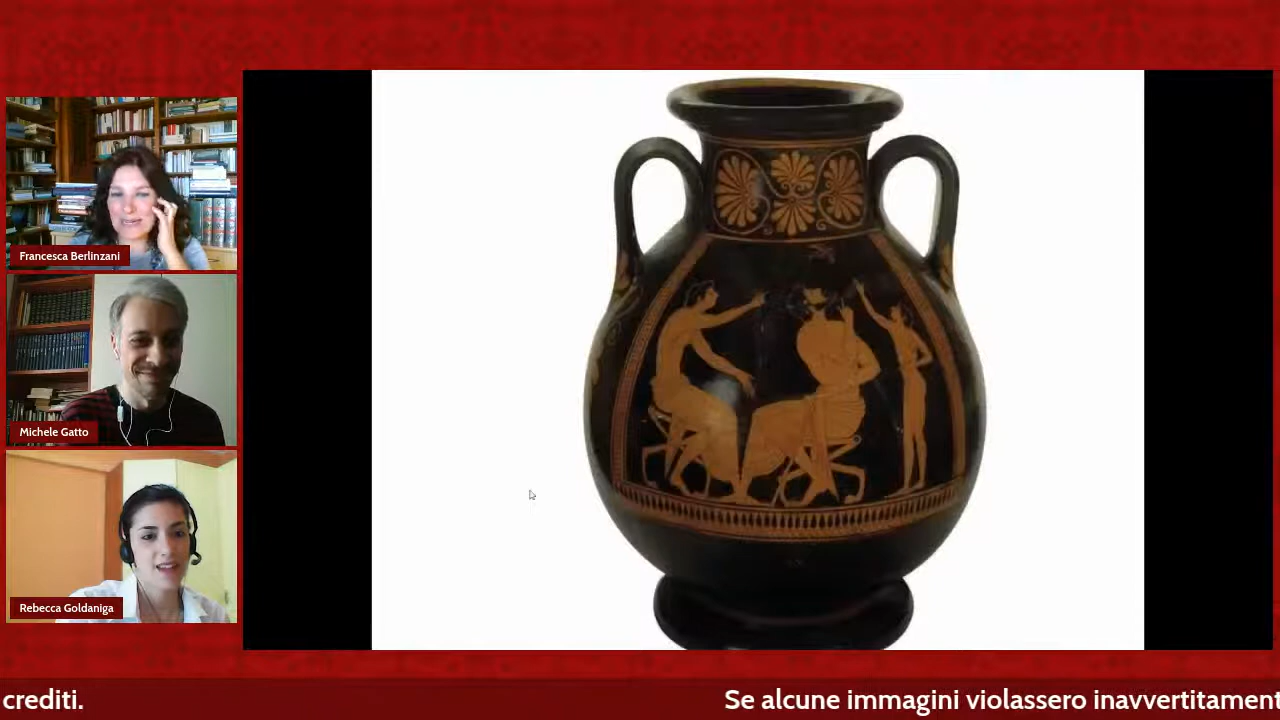 Francesca Berlinzani
Michele Gatto
Rebecca Goldaniga
crediti.
Se alcune immagini violassero inavvertitament